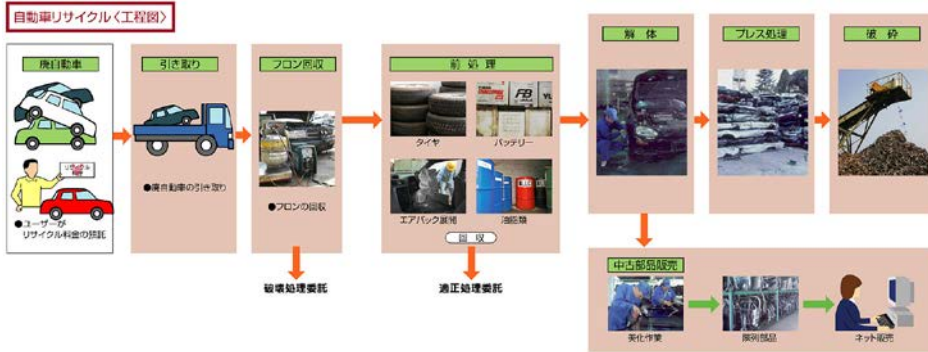 自動車リサイクル〈工程図〉
廃自動車
引き取り
フロン回収
前処理
解体
プレス処理
破砕
タイヤ
バッテリー
エアバック展開
油脂類
回収
●ユーザーが
リサイクル料金の預託
●廃自動車の引き取り
●フロンの回収
破壊処理委託
適正処理委託
中古部品販売
美化作業
陳列部品
ネット販売